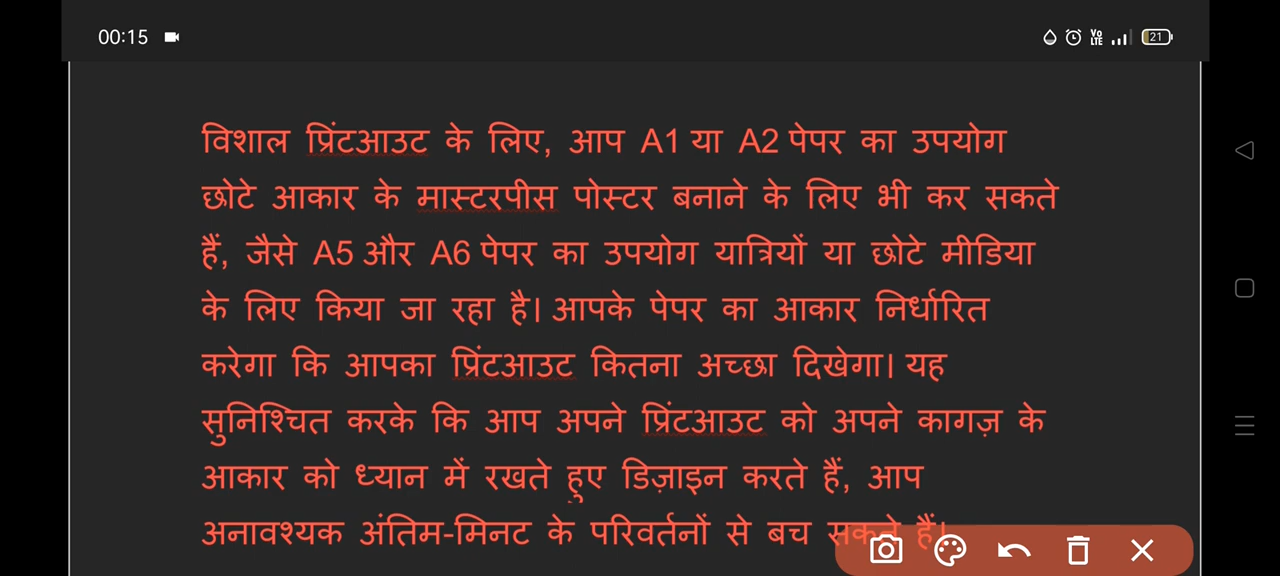 00:15
Vo LTE 21
विशाल प्रिंटआउट के लिए, आप A1 या A2 पेपर का उपयोग
छोटे आकार के मास्टरपीस पोस्टर बनाने के लिए भी कर सकते
हैं, जैसे A5 और A6 पेपर का उपयोग यात्रियों या छोटे मीडिया
के लिए किया जा रहा है। आपके पेपर का आकार निर्धारित
करेगा कि आपका प्रिंटआउट कितना अच्छा दिखेगा। यह
सुनिश्चित करके कि आप अपने प्रिंटआउट को अपने कागज़ के
आकार को ध्यान में रखते हुए डिज़ाइन करते हैं, आप
अनावश्यक अंतिम-मिनट के परिवर्तनों से बच सकते हैं।